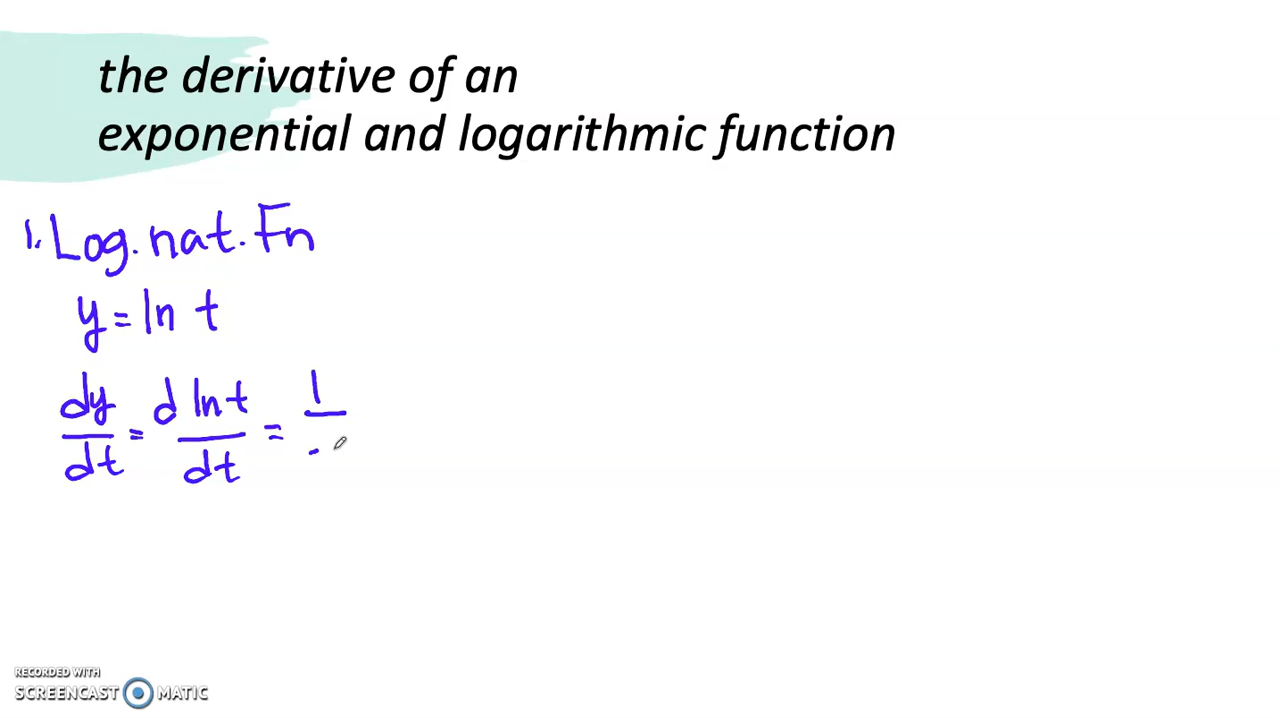 the derivative of an
exponential and logarithmic function
1. Log. nat. Fn
y = ln t
dy/dt = d ln t/dt = 1/
RECORDED WITH
SCREENCAST MATIC